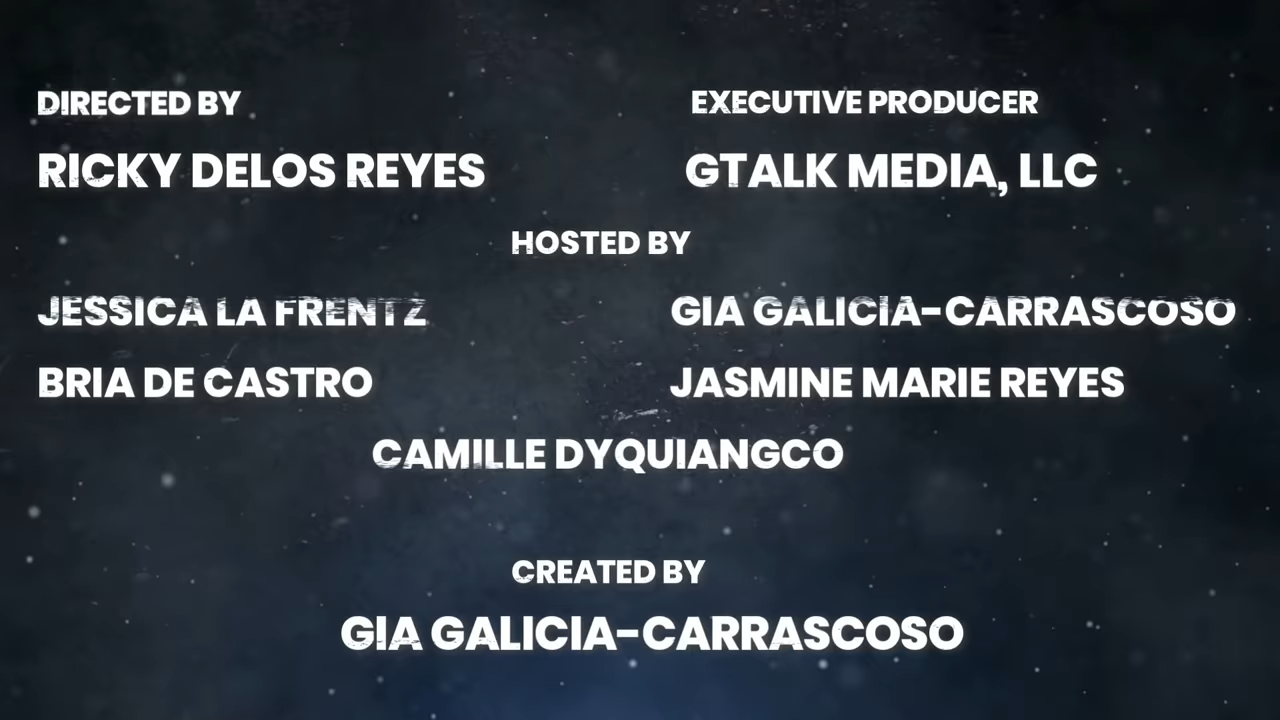 DIRECTED BY
RICKY DELOS REYES
EXECUTIVE PRODUCER
GTALK MEDIA, LLC
HOSTED BY
JESSICA LA FRENTZ
GIA GALICIA-CARRASCOSO
BRIA DE CASTRO
JASMINE MARIE REYES
CAMILLE DYQUIANGCO
CREATED BY
GIA GALICIA-CARRASCOSO